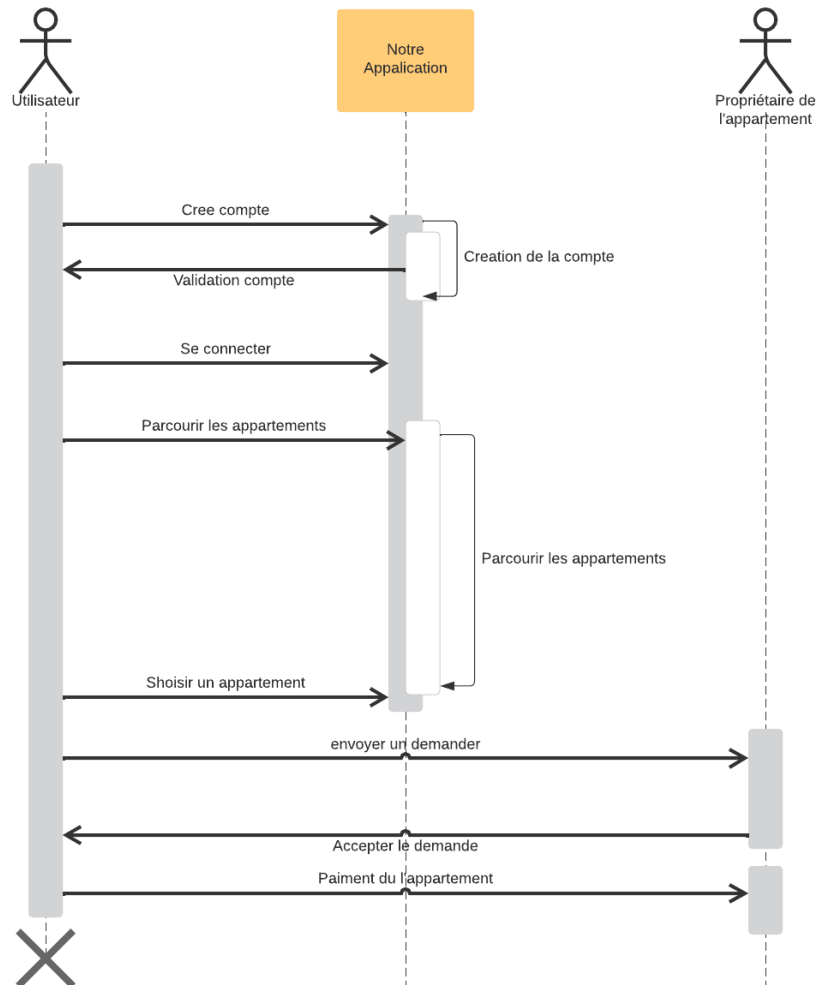 Utilisateur
Notre
Appalication
Propriétaire de
l'appartement
Cree compte
Creation de la compte
Validation compte
Se connecter
Parcourir les appartements
Parcourir les appartements
Shoisir un appartement
envoyer un demander
Accepter le demande
Paiment du l'appartement